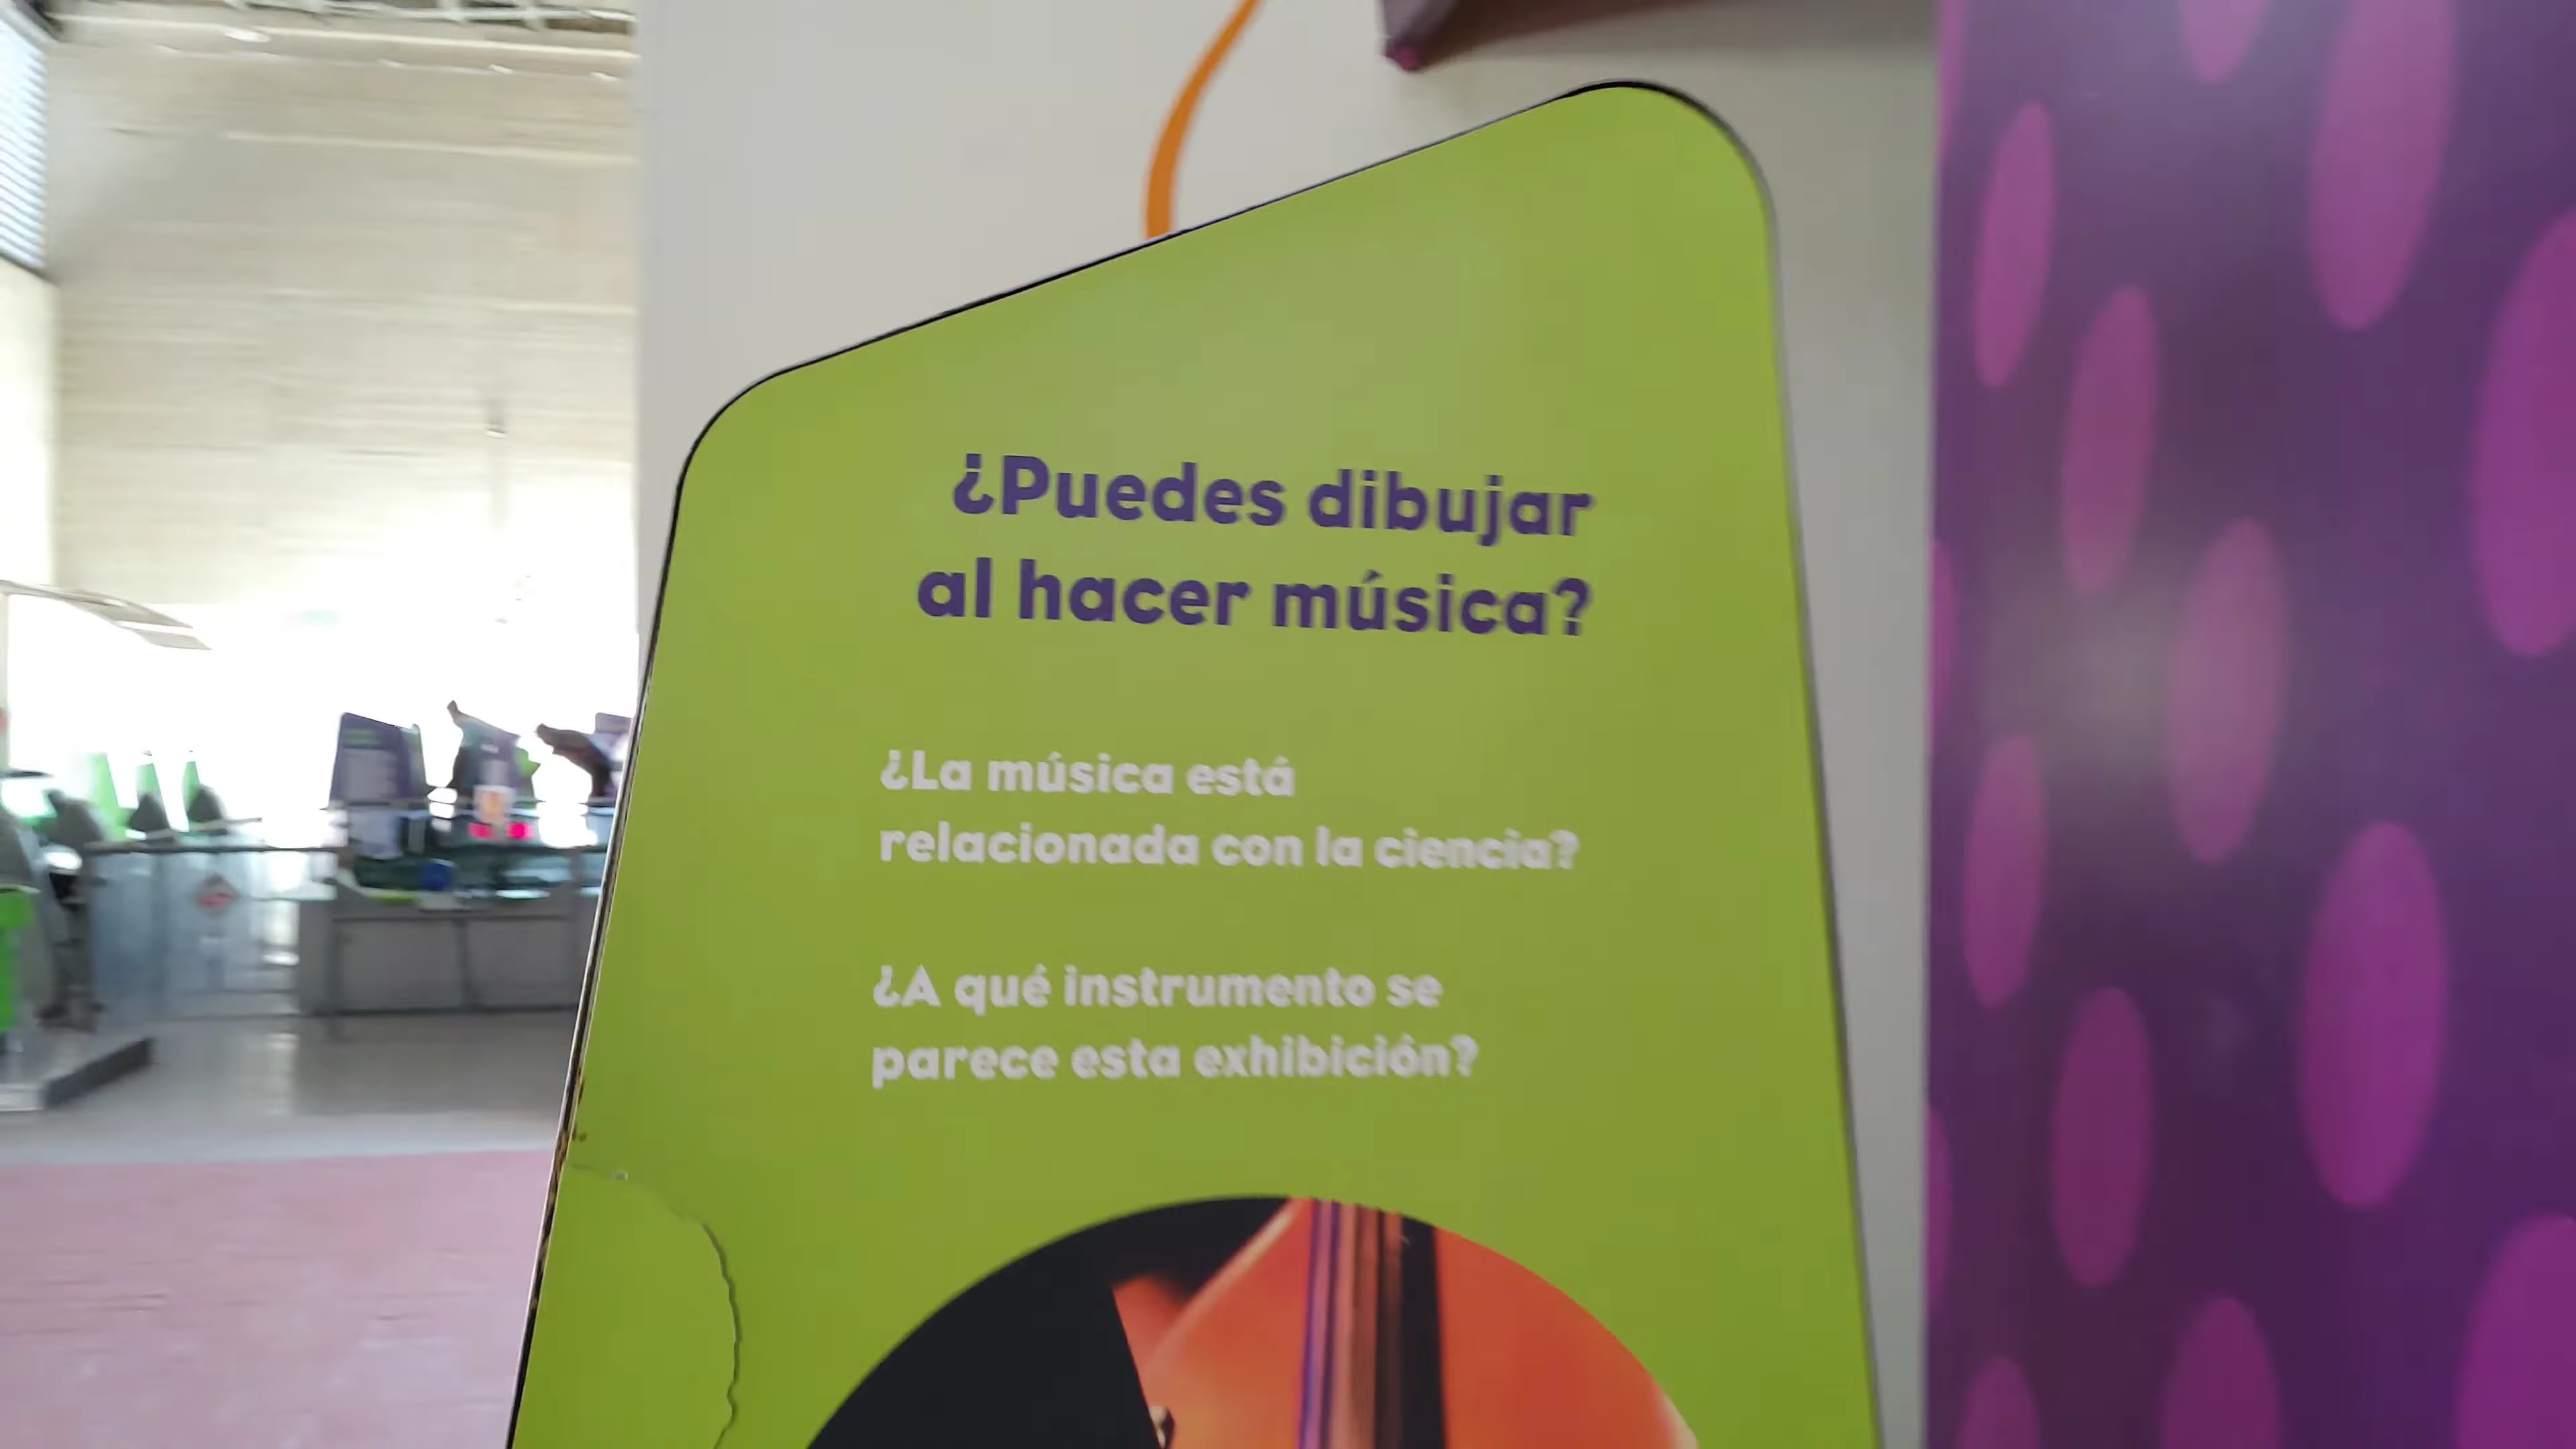 ¿Puedes dibujar
al hacer música?
¿La música está
relacionada con la ciencia?
¿A qué instrumento se
parece esta exhibición?